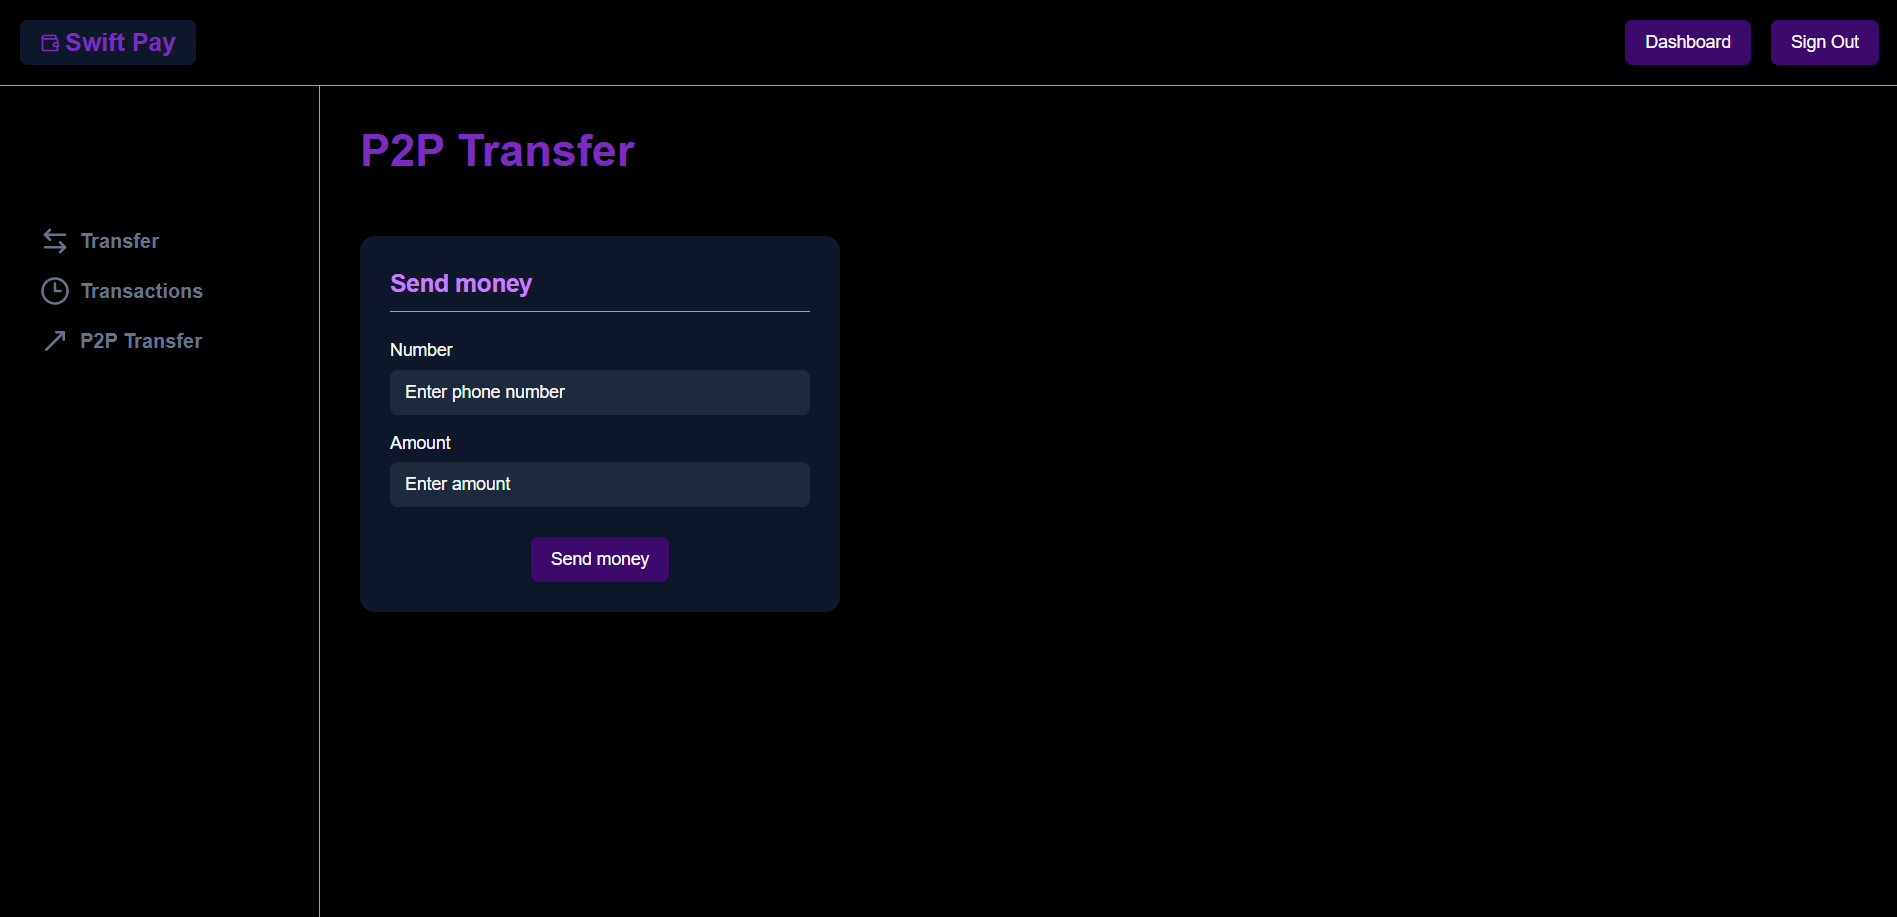 Swift Pay
Dashboard
Sign Out
Transfer
Transactions
P2P Transfer
P2P Transfer
Send money
Number
Enter phone number
Amount
Enter amount
Send money